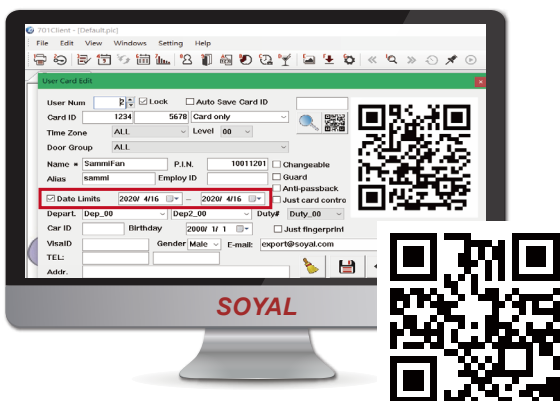 701Client - [Default.pic]
File Edit View Windows Setting Help
User Card Edit
User Num 2 Lock Auto Save Card ID
Card ID 1234 5678 Card only
Time Zone ALL Level 00
Door Group ALL
Name * SammiFan P.I.N. 10011201 Changeable
Alias sammi Employ ID Guard
Anti-passback
Date Limits 2020/ 4/16 – 2020/ 4/16 Just card contro
Depart. Dep_00 Dep2_00 Duty# Duty_00
Car ID Birthday 2000/ 1/ 1 Just fingerprint
VisaID Gender Male E-mail: export@soyal.com
TEL:
Addr.
SOYAL